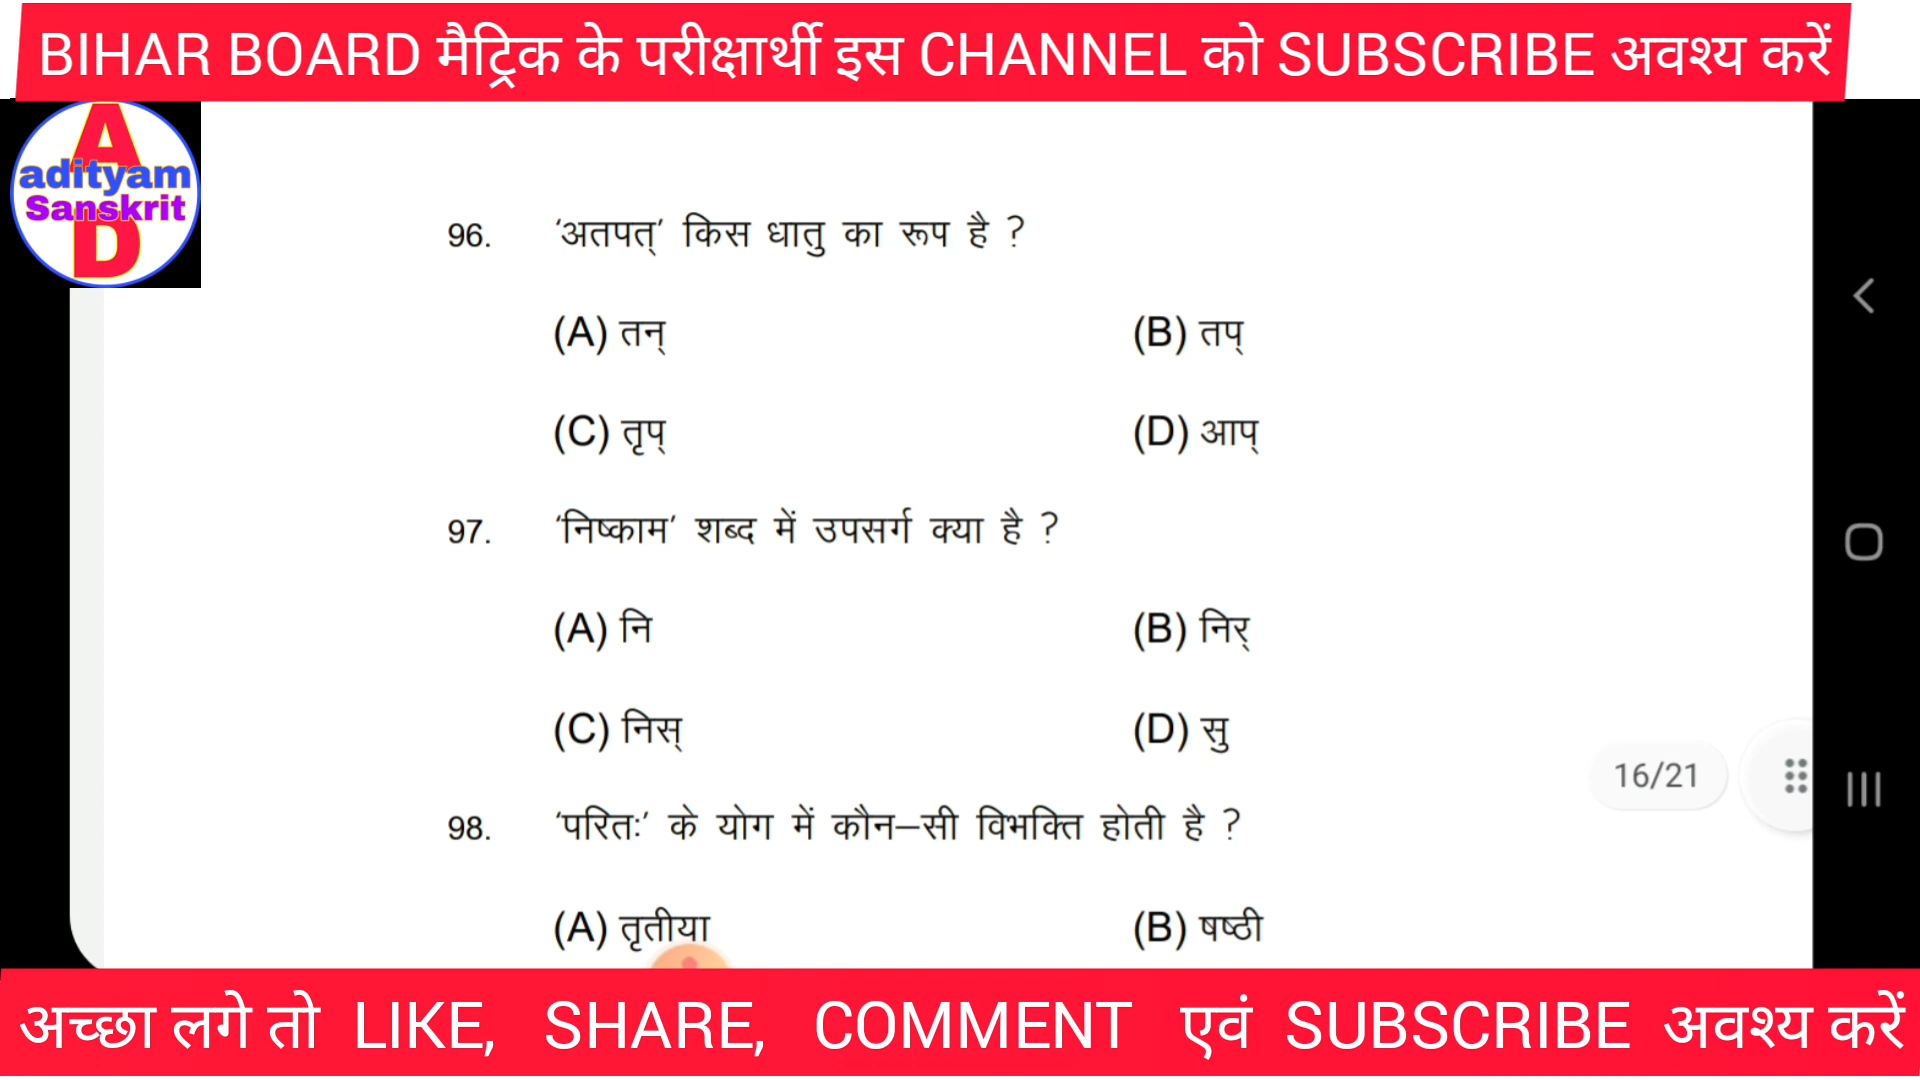 BIHAR BOARD मैट्रिक के परीक्षार्थी इस CHANNEL को SUBSCRIBE अवश्य करें
A
adityam
Sanskrit
D
96. ‘अतपत्’ किस धातु का रूप है ?
(A) तन् (B) तप्
(C) तृप् (D) आप्
97. ‘निष्काम’ शब्द में उपसर्ग क्या है ?
(A) नि (B) निर्
(C) निस् (D) सु
16/21
98. ‘परितः’ के योग में कौन–सी विभक्ति होती है ?
(A) तृतीया (B) षष्ठी
अच्छा लगे तो LIKE, SHARE, COMMENT एवं SUBSCRIBE अवश्य करें